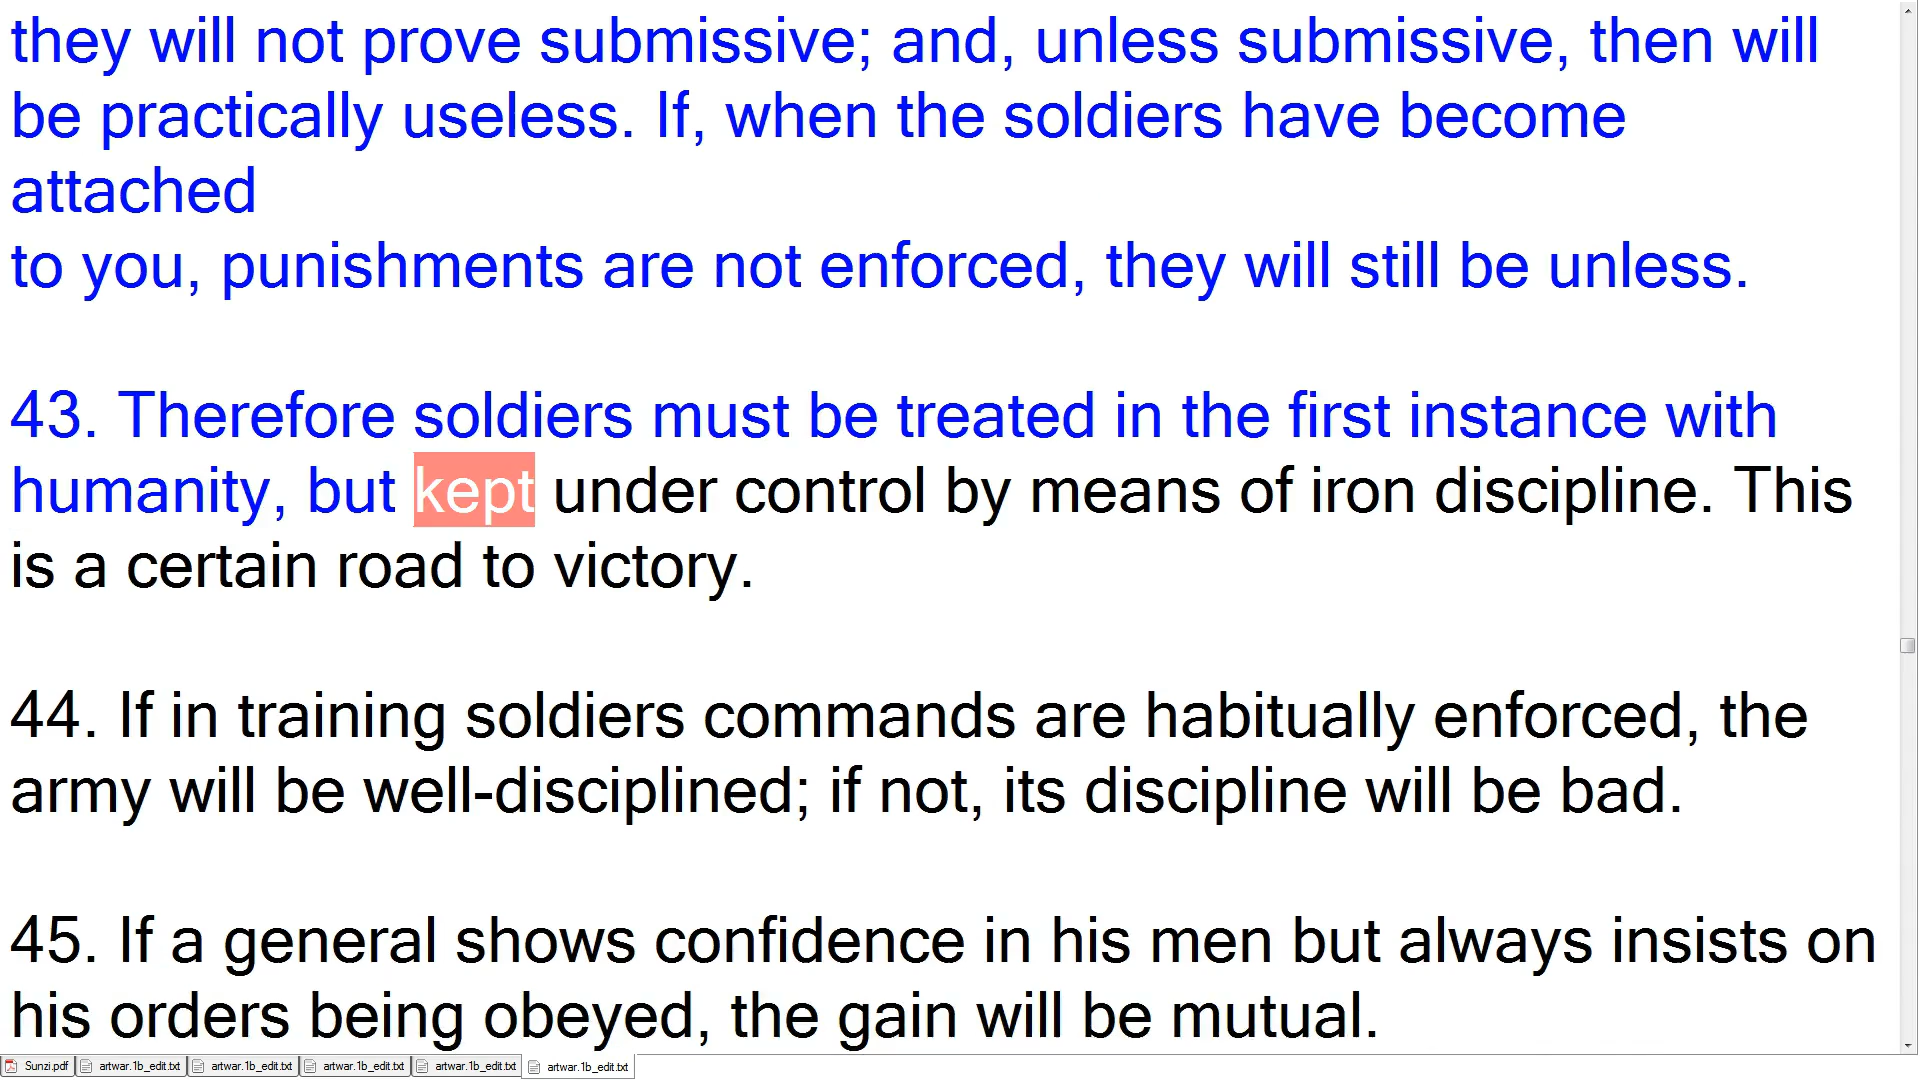 they will not prove submissive; and, unless submissive, then will
be practically useless. If, when the soldiers have become
attached
to you, punishments are not enforced, they will still be unless.
43. Therefore soldiers must be treated in the first instance with
humanity, but kept under control by means of iron discipline. This
is a certain road to victory.
44. If in training soldiers commands are habitually enforced, the
army will be well-disciplined; if not, its discipline will be bad.
45. If a general shows confidence in his men but always insists on
his orders being obeyed, the gain will be mutual.
Sunzi.pdf artwar.1b_edit.txt artwar.1b_edit.txt artwar.1b_edit.txt artwar.1b_edit.txt artwar.1b_edit.txt